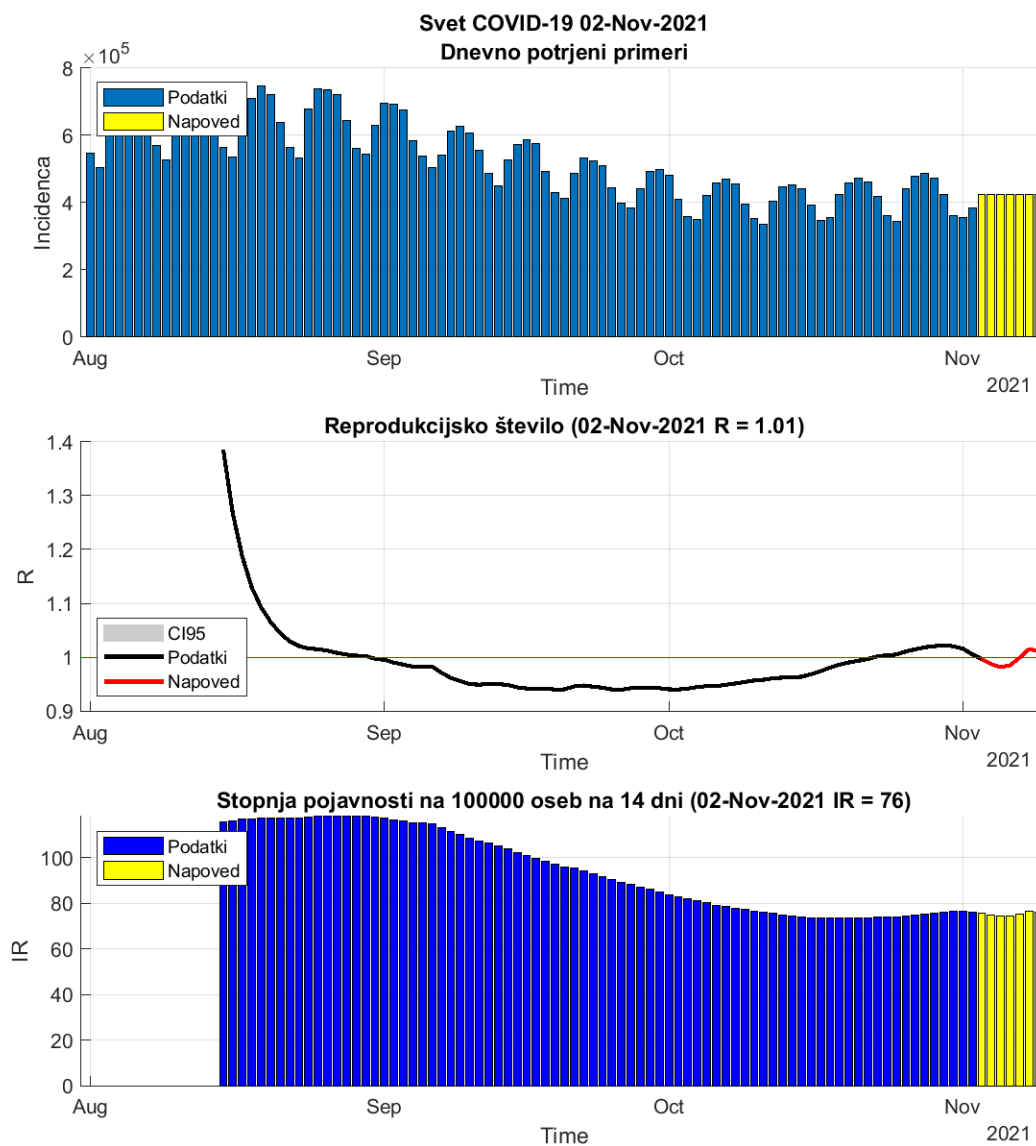 Svet COVID-19 02-Nov-2021
Dnevno potrjeni primeri
×10⁵
8
6
4
2
0
Incidenca
Podatki
Napoved
Aug
Sep
Oct
Nov
Time
2021
Reprodukcijsko število (02-Nov-2021 R = 1.01)
1.4
1.3
1.2
1.1
1
0.9
R
CI95
Podatki
Napoved
Aug
Sep
Oct
Nov
Time
2021
Stopnja pojavnosti na 100000 oseb na 14 dni (02-Nov-2021 IR = 76)
100
80
60
40
20
0
IR
Podatki
Napoved
Aug
Sep
Oct
Nov
Time
2021